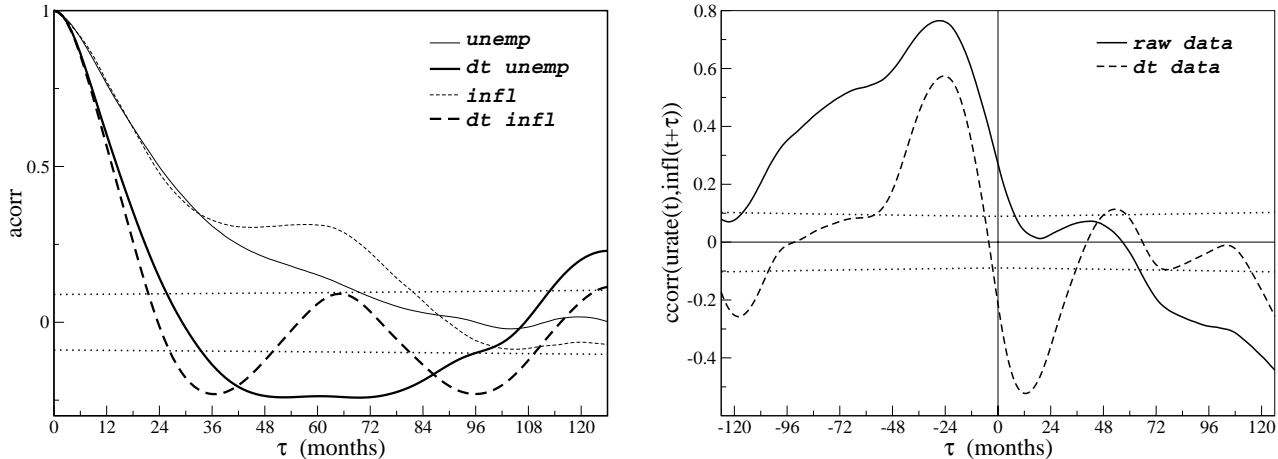 1
0.5
0
acorr
unemp
dt unemp
infl
dt infl
0 12 24 36 48 60 72 84 96 108 120
τ (months)
0.8
0.6
0.4
0.2
0
-0.2
-0.4
ccorr(urate(t),infl(t+τ))
raw data
dt data
-120 -96 -72 -48 -24 0 24 48 72 96 120
τ (months)